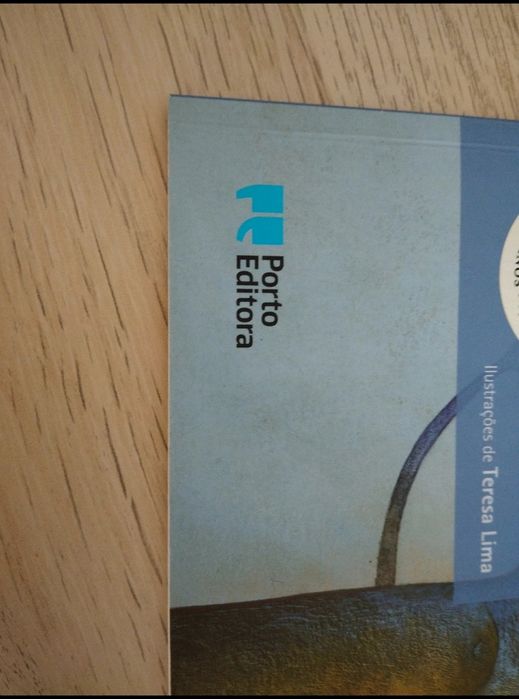 Ilustrações de Teresa Lima
Porto
Editora